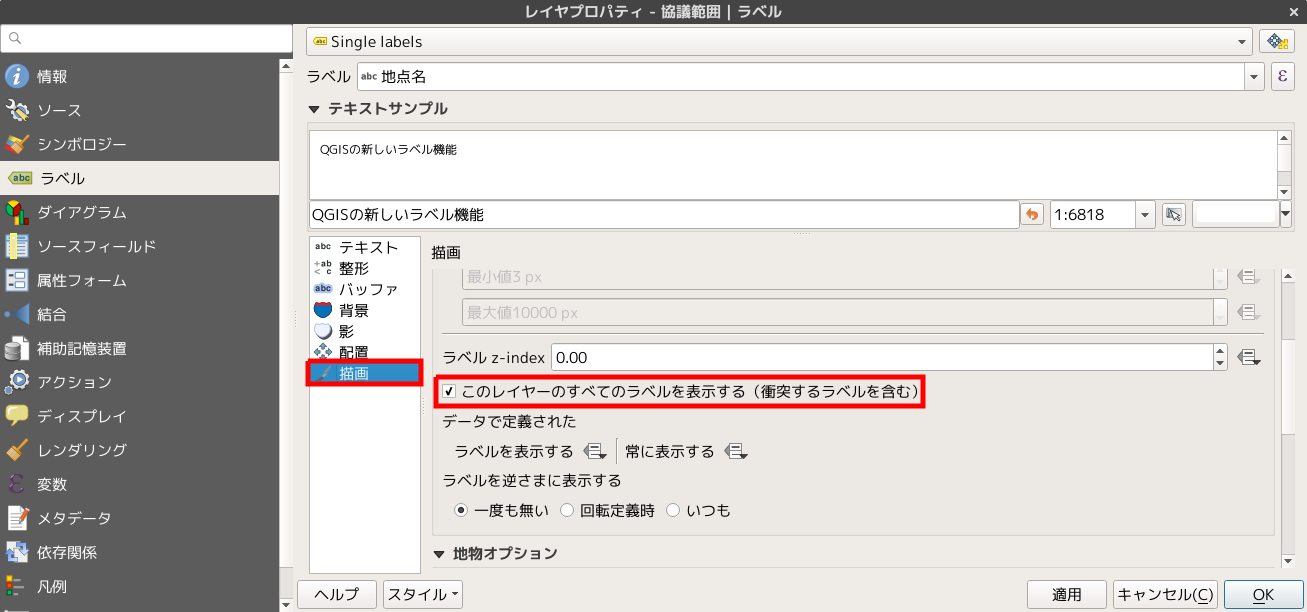 レイヤプロパティ - 協議範囲 | ラベル
情報
ソース
シンボロジー
abc ラベル
ダイアグラム
ソースフィールド
属性フォーム
結合
補助記憶装置
アクション
ディスプレイ
レンダリング
変数
メタデータ
依存関係
凡例
abc Single labels
ラベル abc 地点名 ε
テキストサンプル
QGISの新しいラベル機能
QGISの新しいラベル機能 1:6818
abc テキスト
+ab < c 整形
abc バッファ
背景
影
配置
描画
描画
最小値3 px
最大値10000 px
ラベル z-index 0.00
このレイヤーのすべてのラベルを表示する（衝突するラベルを含む）
データで定義された
ラベルを表示する 常に表示する
ラベルを逆さまに表示する
一度も無い 回転定義時 いつも
地物オプション
ヘルプ スタイル 適用 キャンセル(C) OK